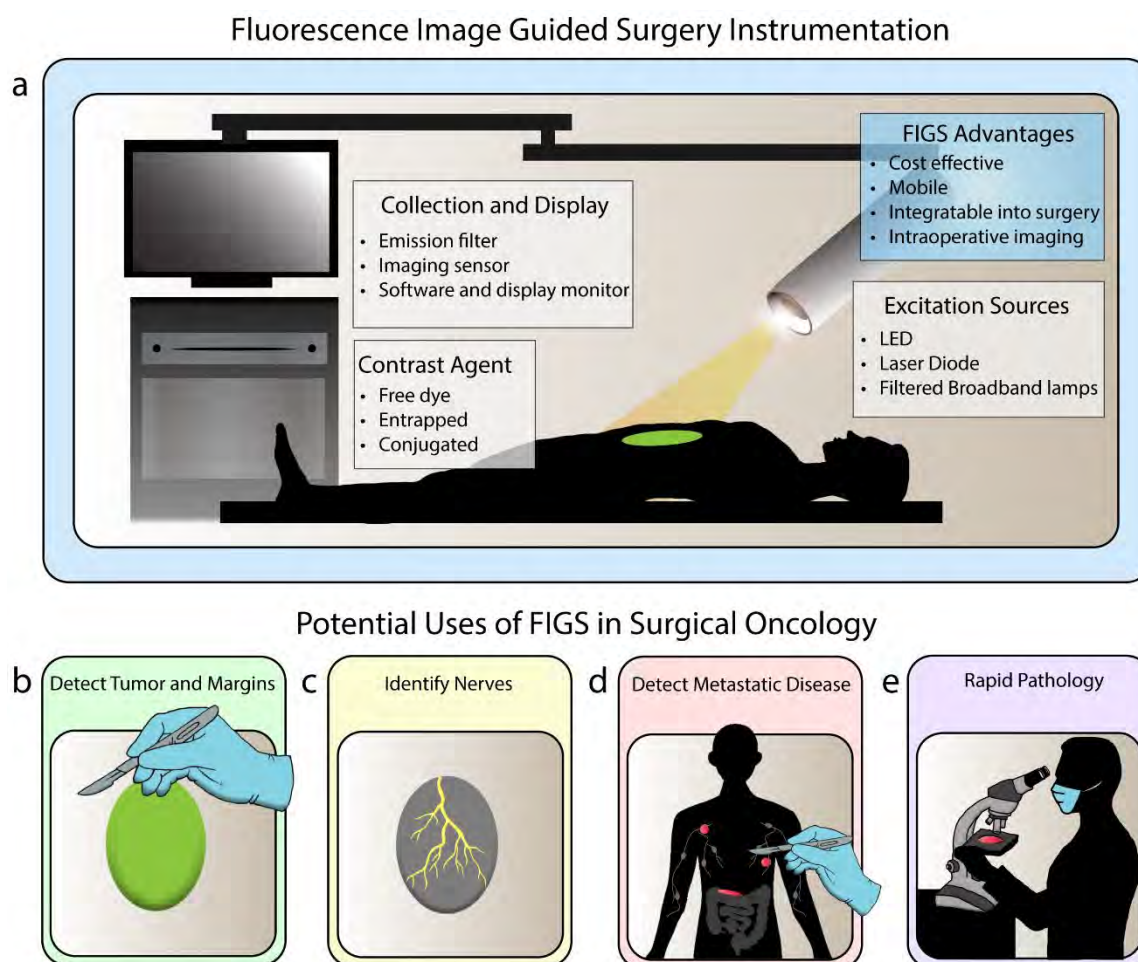 Fluorescence Image Guided Surgery Instrumentation
a
FIGS Advantages
• Cost effective
• Mobile
• Integratable into surgery
• Intraoperative imaging
Collection and Display
• Emission filter
• Imaging sensor
• Software and display monitor
Excitation Sources
• LED
• Laser Diode
• Filtered Broadband lamps
Contrast Agent
• Free dye
• Entrapped
• Conjugated
Potential Uses of FIGS in Surgical Oncology
b
Detect Tumor and Margins
c
Identify Nerves
d
Detect Metastatic Disease
e
Rapid Pathology